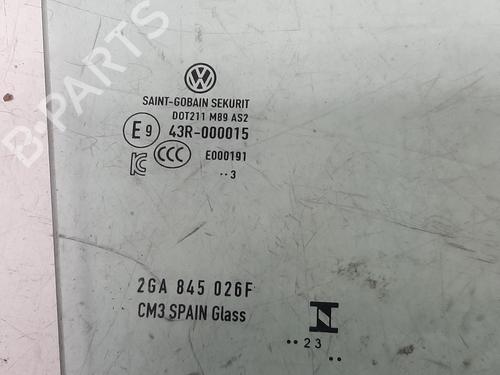 B-PARTS
SAINT-GOBAIN SEKURIT
DOT211 M89 AS2
E9 43R-000015
KC CCC E000191
··3
2GA 845 026F
CM3 SPAIN Glass
··23
··